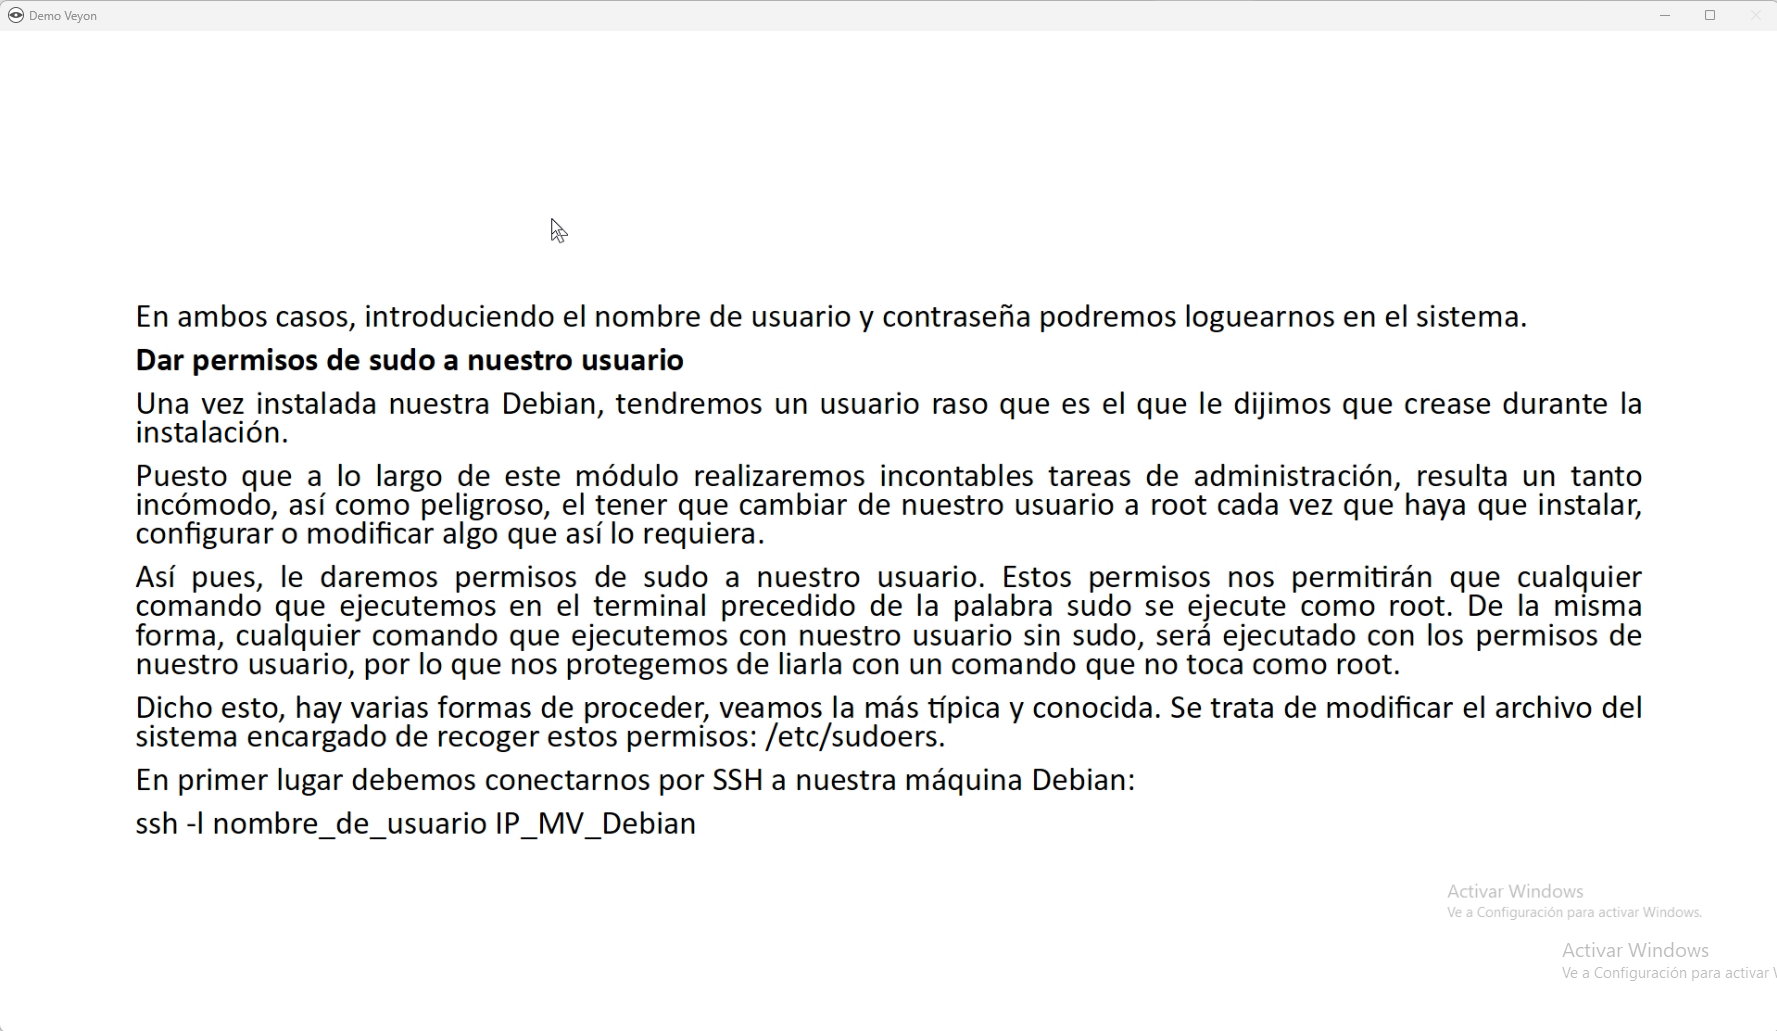 Demo Veyon
En ambos casos, introduciendo el nombre de usuario y contraseña podremos loguearnos en el sistema.
Dar permisos de sudo a nuestro usuario
Una vez instalada nuestra Debian, tendremos un usuario raso que es el que le dijimos que crease durante la
instalación.
Puesto que a lo largo de este módulo realizaremos incontables tareas de administración, resulta un tanto
incómodo, así como peligroso, el tener que cambiar de nuestro usuario a root cada vez que haya que instalar,
configurar o modificar algo que así lo requiera.
Así pues, le daremos permisos de sudo a nuestro usuario. Estos permisos nos permitirán que cualquier
comando que ejecutemos en el terminal precedido de la palabra sudo se ejecute como root. De la misma
forma, cualquier comando que ejecutemos con nuestro usuario sin sudo, será ejecutado con los permisos de
nuestro usuario, por lo que nos protegemos de liarla con un comando que no toca como root.
Dicho esto, hay varias formas de proceder, veamos la más típica y conocida. Se trata de modificar el archivo del
sistema encargado de recoger estos permisos: /etc/sudoers.
En primer lugar debemos conectarnos por SSH a nuestra máquina Debian:
ssh -l nombre_de_usuario IP_MV_Debian
Activar Windows
Ve a Configuración para activar Windows.
Activar Windows
Ve a Configuración para activar